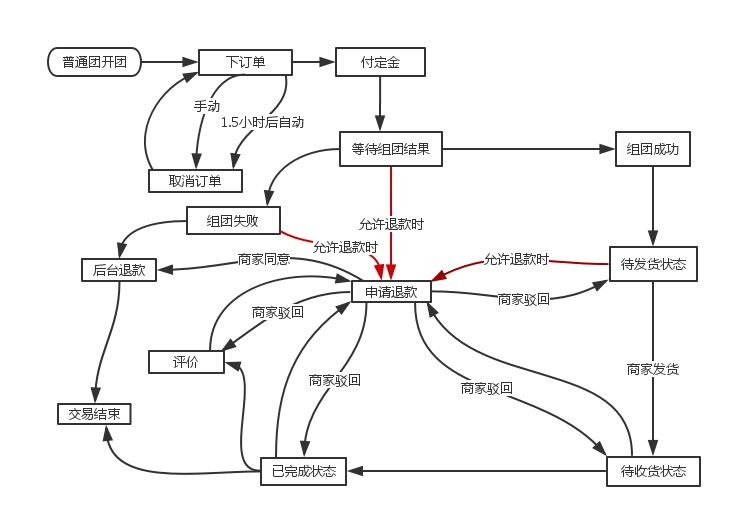 普通团开团
下订单
付定金
手动
1.5小时后自动
等待组团结果
组团成功
取消订单
组团失败
允许退款时
允许退款时
商家同意
允许退款时
后台退款
待发货状态
申请退款
商家驳回
商家驳回
评价
商家驳回
商家驳回
商家发货
交易结束
已完成状态
待收货状态